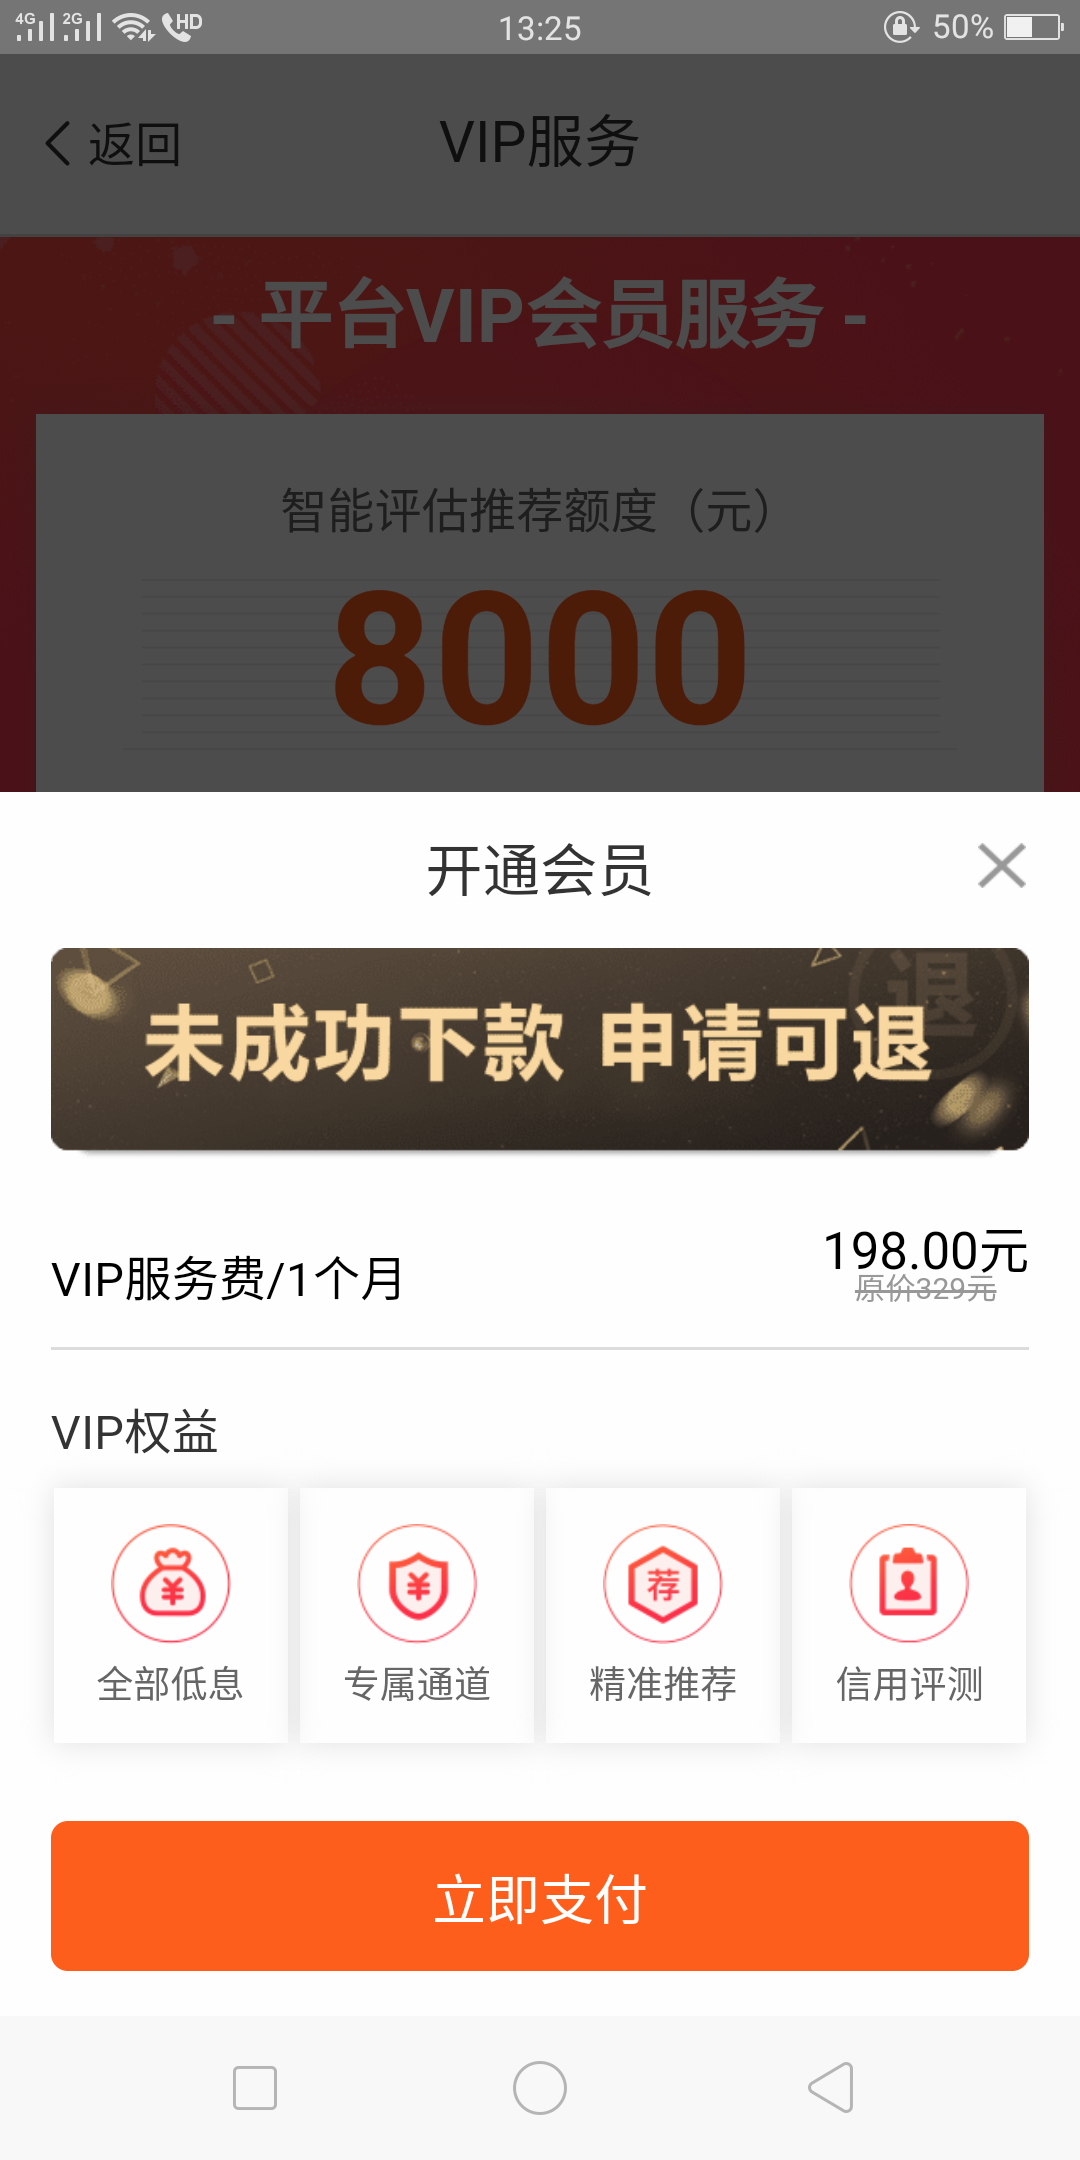 4G 2G HD 13:25 50%
返回 VIP服务
- 平台VIP会员服务 -
智能评估推荐额度（元）
8000
开通会员
退
未成功下款 申请可退
198.00元
VIP服务费/1个月
原价329元
VIP权益
荐
全部低息 专属通道 精准推荐 信用评测
立即支付